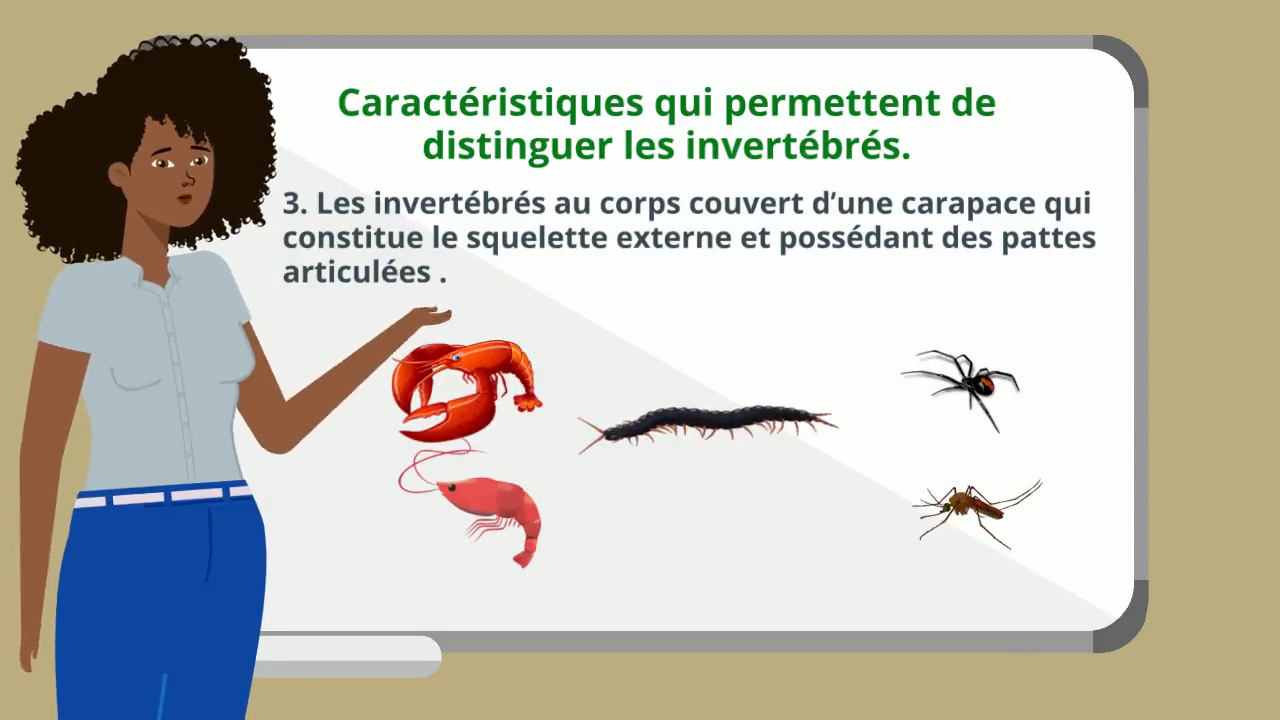 Caractéristiques qui permettent de
distinguer les invertébrés.
3. Les invertébrés au corps couvert d’une carapace qui
constitue le squelette externe et possédant des pattes
articulées .